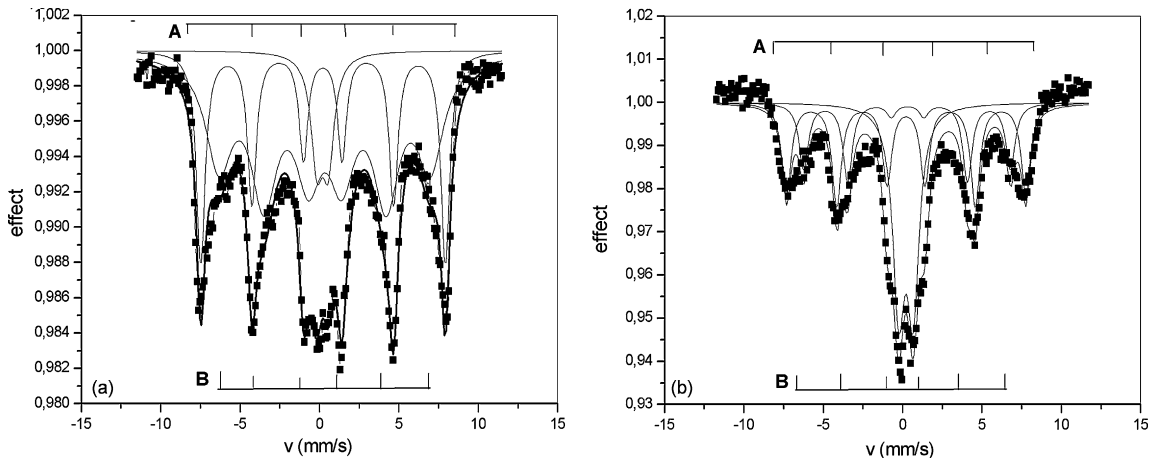 1,002
A
1,000
0,998
0,996
0,994
0,992
0,990
0,988
0,986
0,984
0,982
0,980
effect
(a)
B
-15 -10 -5 0 5 10 15
v (mm/s)
1,02
A
1,01
1,00
0,99
0,98
0,97
0,96
0,95
0,94
0,93
effect
(b)
B
-15 -10 -5 0 5 10 15
v (mm/s)